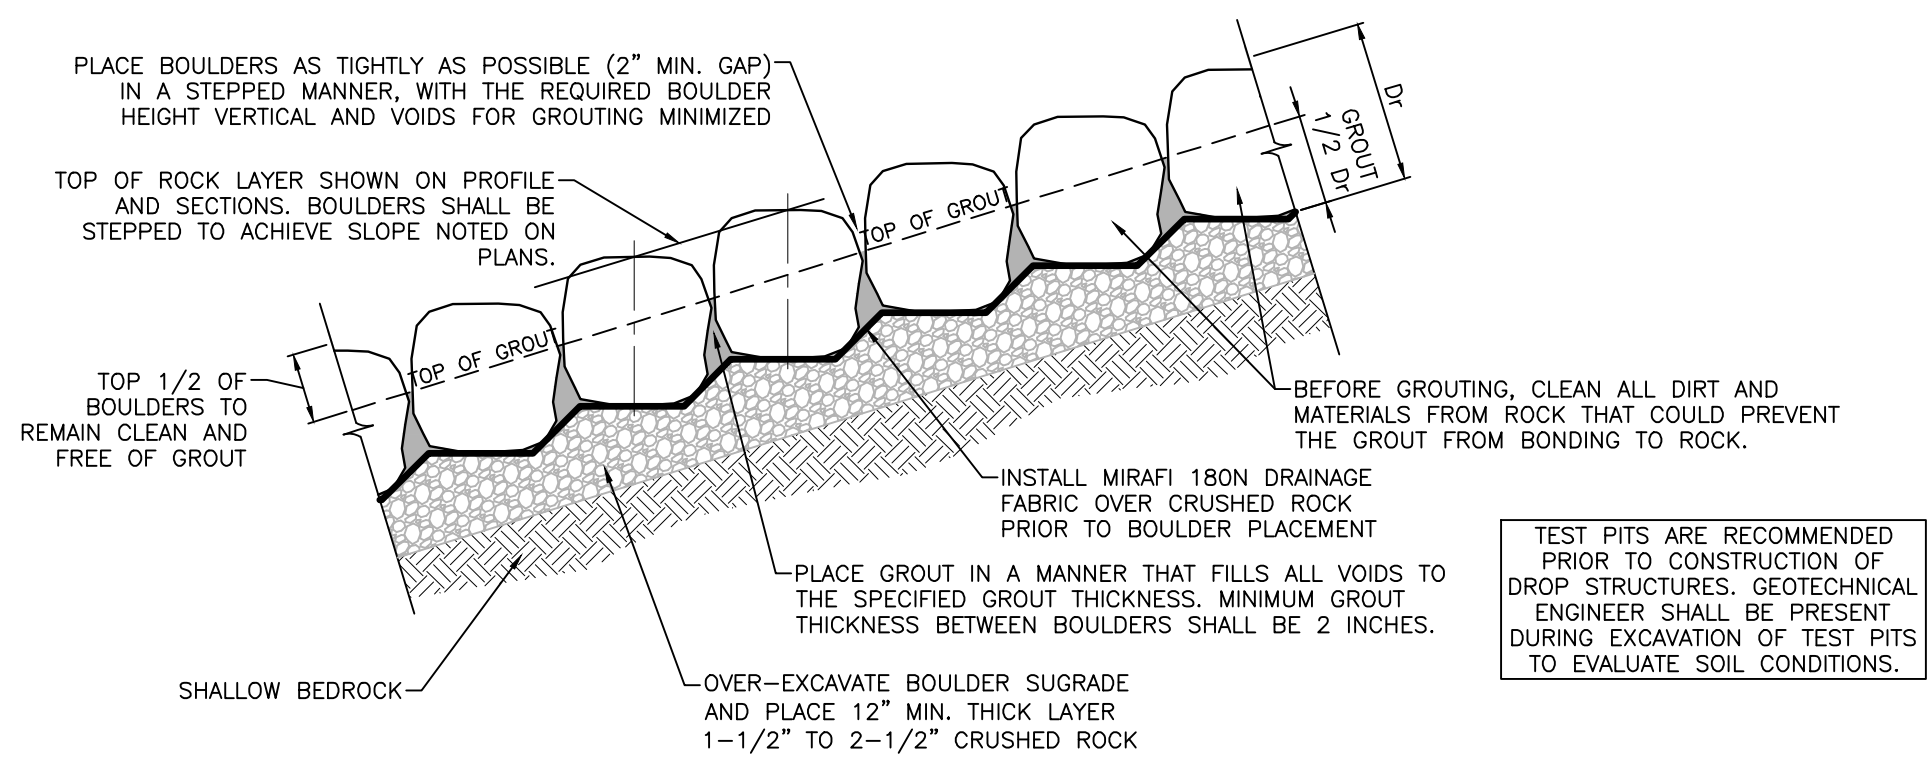 PLACE BOULDERS AS TIGHTLY AS POSSIBLE (2” MIN. GAP)
IN A STEPPED MANNER, WITH THE REQUIRED BOULDER
HEIGHT VERTICAL AND VOIDS FOR GROUTING MINIMIZED
TOP OF ROCK LAYER SHOWN ON PROFILE
AND SECTIONS. BOULDERS SHALL BE
STEPPED TO ACHIEVE SLOPE NOTED ON
PLANS.
Dr
GROUT
1/2 Dr
TOP OF GROUT
TOP OF GROUT
TOP 1/2 OF
BOULDERS TO
REMAIN CLEAN AND
FREE OF GROUT
BEFORE GROUTING, CLEAN ALL DIRT AND
MATERIALS FROM ROCK THAT COULD PREVENT
THE GROUT FROM BONDING TO ROCK.
INSTALL MIRAFI 180N DRAINAGE
FABRIC OVER CRUSHED ROCK
PRIOR TO BOULDER PLACEMENT
PLACE GROUT IN A MANNER THAT FILLS ALL VOIDS TO
THE SPECIFIED GROUT THICKNESS. MINIMUM GROUT
THICKNESS BETWEEN BOULDERS SHALL BE 2 INCHES.
SHALLOW BEDROCK
OVER-EXCAVATE BOULDER SUGRADE
AND PLACE 12” MIN. THICK LAYER
1-1/2” TO 2-1/2” CRUSHED ROCK
TEST PITS ARE RECOMMENDED
PRIOR TO CONSTRUCTION OF
DROP STRUCTURES. GEOTECHNICAL
ENGINEER SHALL BE PRESENT
DURING EXCAVATION OF TEST PITS
TO EVALUATE SOIL CONDITIONS.